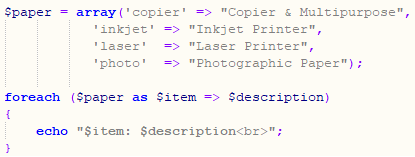 $paper = array('copier' => "Copier & Multipurpose",
'inkjet' => "Inkjet Printer",
'laser' => "Laser Printer",
'photo' => "Photographic Paper");
foreach ($paper as $item => $description)
{
echo "$item: $description<br>";
}